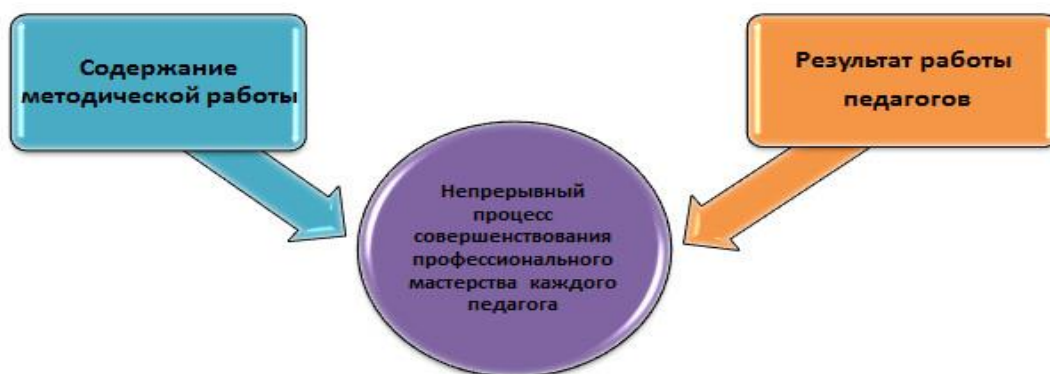 Содержание
методической работы
Результат работы
педагогов
Непрерывный
процесс
совершенствования
профессионального
мастерства каждого
педагога